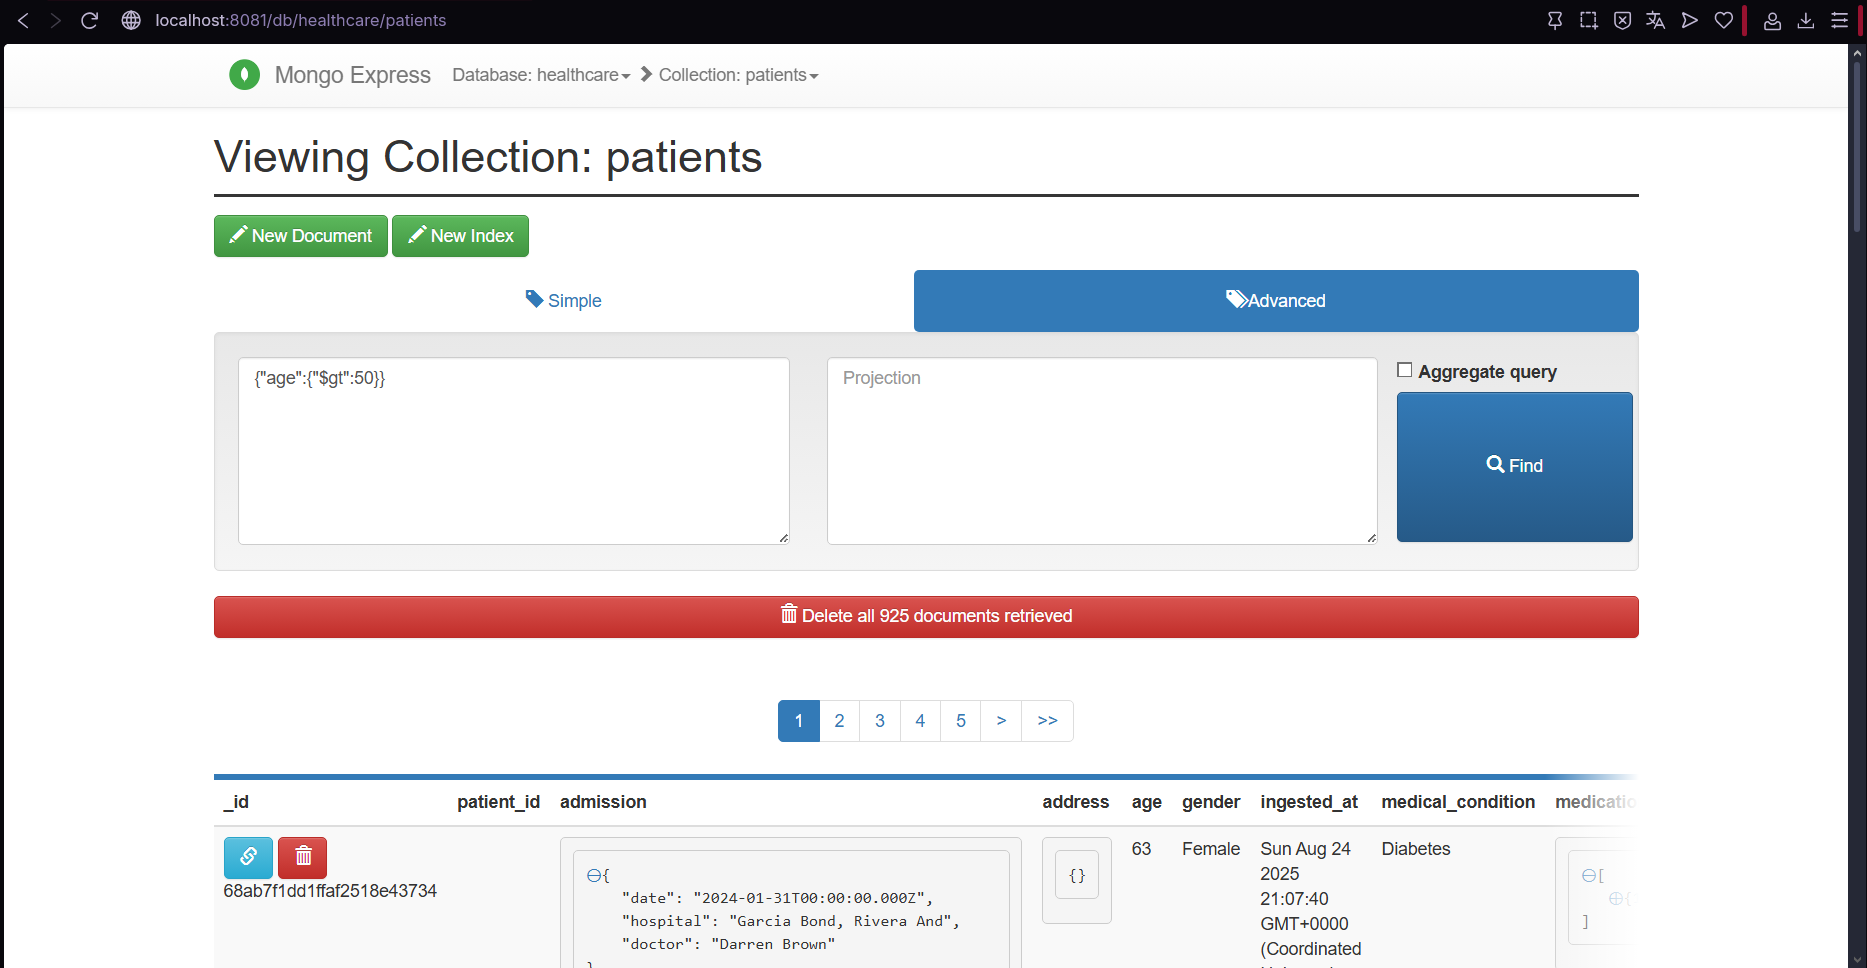 localhost:8081/db/healthcare/patients
Mongo Express Database: healthcare Collection: patients
Viewing Collection: patients
New Document New Index
Simple Advanced
{"age":{"$gt":50}} Projection Aggregate query
Find
Delete all 925 documents retrieved
1 2 3 4 5 > >>
_id patient_id admission address age gender ingested_at medical_condition medicatio
63 Female Sun Aug 24 Diabetes
{ {} 2025 [
68ab7f1dd1ffaf2518e43734
"date": "2024-01-31T00:00:00.000Z", 21:07:40 {
"hospital": "Garcia Bond, Rivera And", GMT+0000 ]
"doctor": "Darren Brown" (Coordinated
}